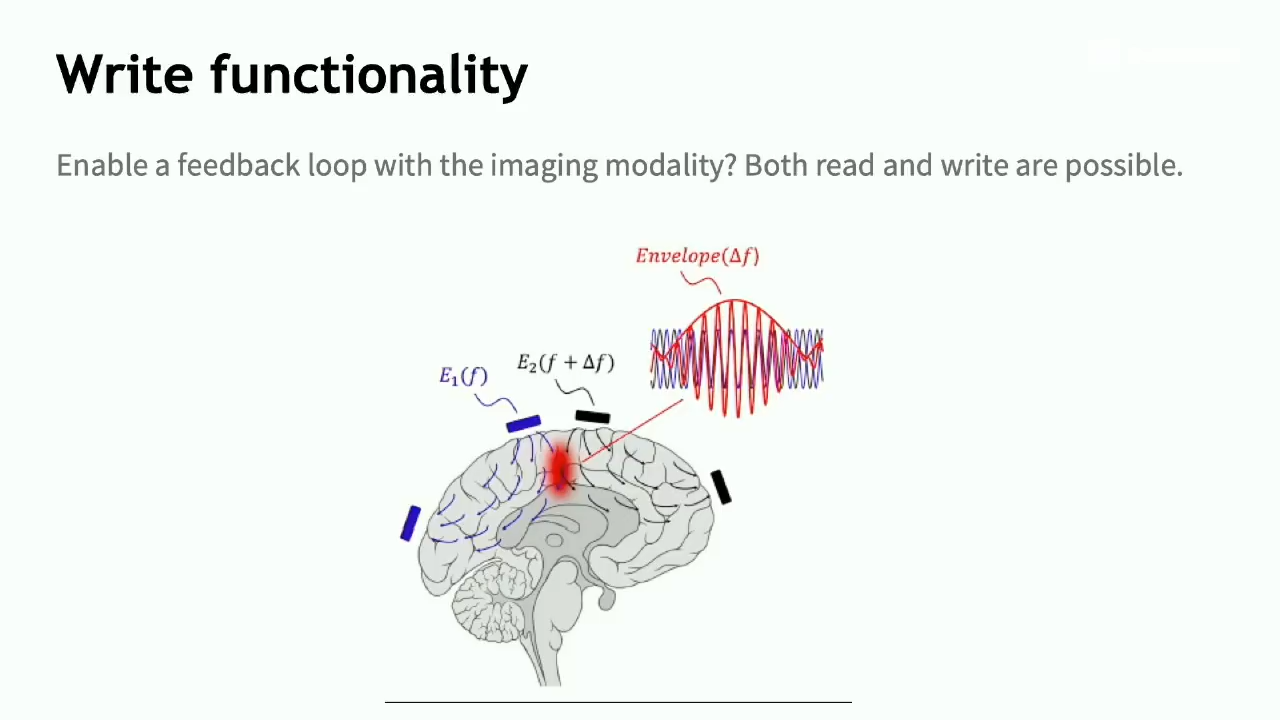 Write functionality
Enable a feedback loop with the imaging modality? Both read and write are possible.
Envelope(Δf)
E₁(f)
E₂(f + Δf)